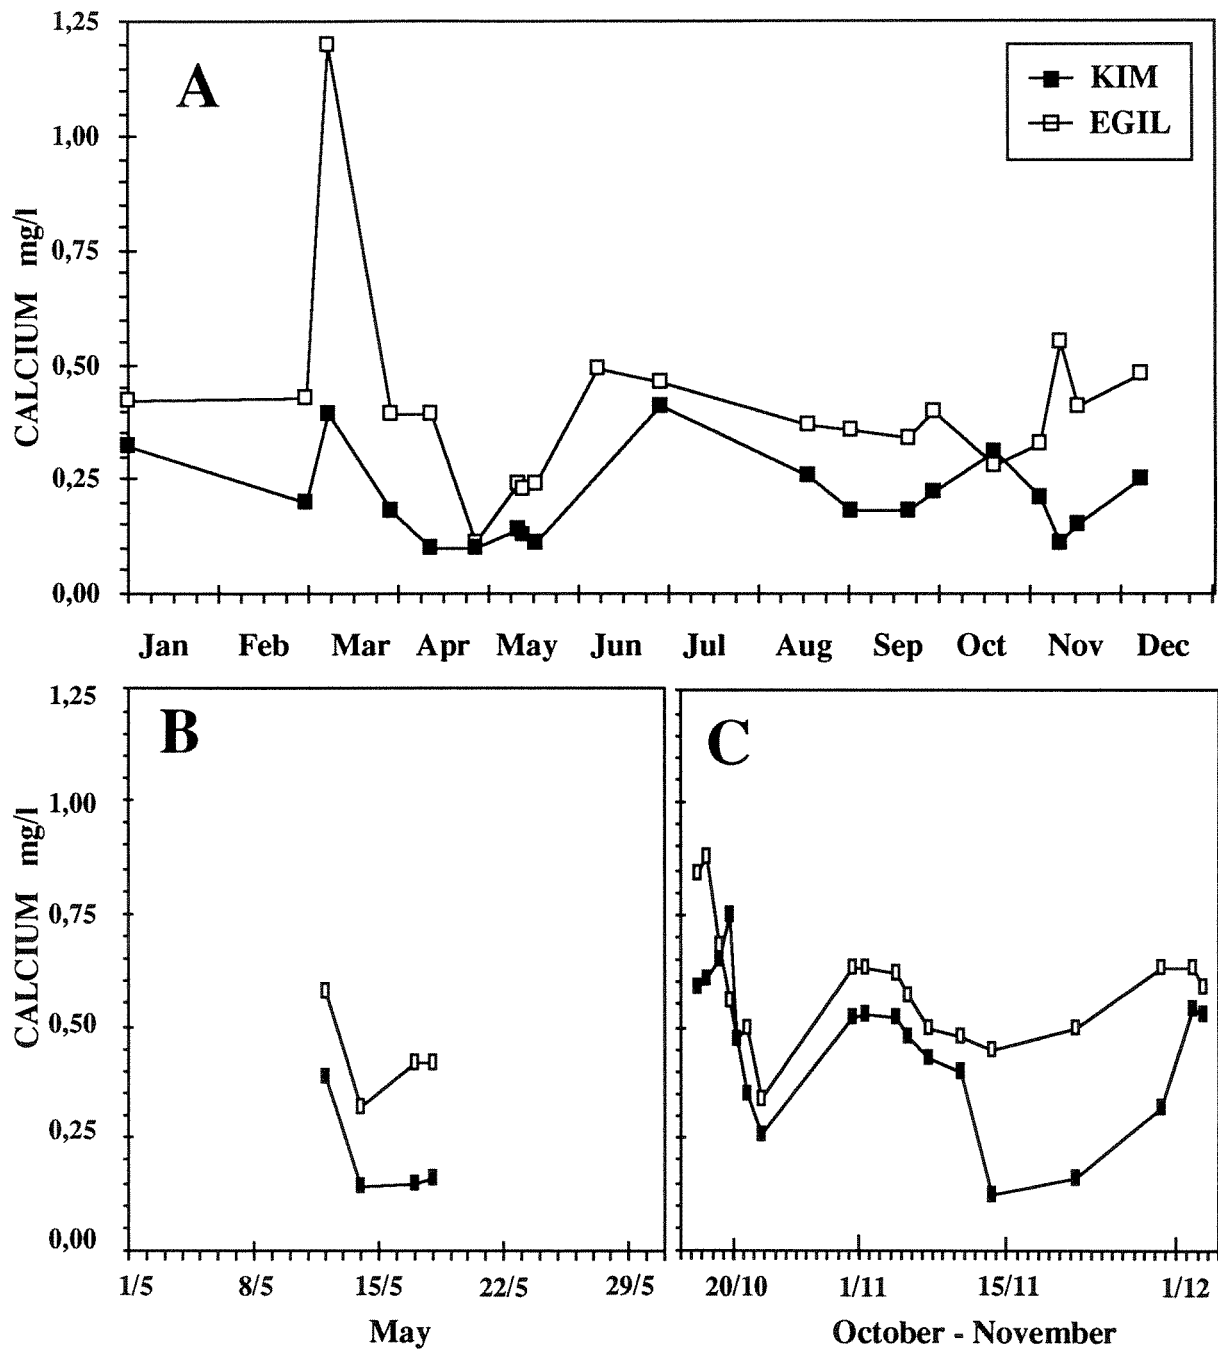 A
KIM
EGIL
CALCIUM mg/l
1,25
1,00
0,75
0,50
0,25
0,00
Jan Feb Mar Apr May Jun Jul Aug Sep Oct Nov Dec
B
C
CALCIUM mg/l
1,25
1,00
0,75
0,50
0,25
0,00
1/5 8/5 15/5 22/5 29/5 20/10 1/11 15/11 1/12
May October - November